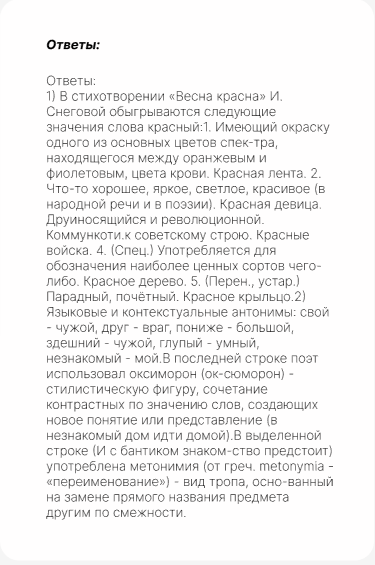 Ответы:
Ответы:
1) В стихотворении «Весна красна» И.
Снеговой обыгрываются следующие
значения слова красный:1. Имеющий окраску
одного из основных цветов спек-тра,
находящегося между оранжевым и
фиолетовым, цвета крови. Красная лента. 2.
Что-то хорошее, яркое, светлое, красивое (в
народной речи и в поэзии). Красная девица.
Друиносящийся и революционной.
Коммункоти.к советскому строю. Красные
войска. 4. (Спец.) Употребляется для
обозначения наиболее ценных сортов чего-
либо. Красное дерево. 5. (Перен., устар.)
Парадный, почётный. Красное крыльцо.2)
Языковые и контекстуальные антонимы: свой
- чужой, друг - враг, пониже - большой,
здешний - чужой, глупый - умный,
незнакомый - мой.В последней строке поэт
использовал оксиморон (ок-сюморон) -
стилистическую фигуру, сочетание
контрастных по значению слов, создающих
новое понятие или представление (в
незнакомый дом идти домой).В выделенной
строке (И с бантиком знаком-ство предстоит)
употреблена метонимия (от греч. metonymia -
«переименование») - вид тропа, осно-ванный
на замене прямого названия предмета
другим по смежности.